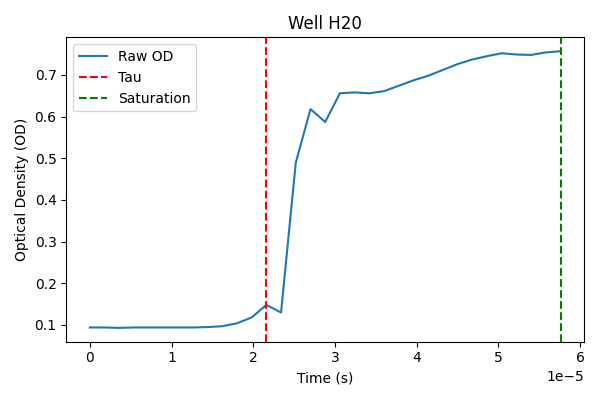 Well H20
Raw OD
Tau
Saturation
Optical Density (OD)
0.7
0.6
0.5
0.4
0.3
0.2
0.1
0 1 2 3 4 5 6
1e−5
Time (s)